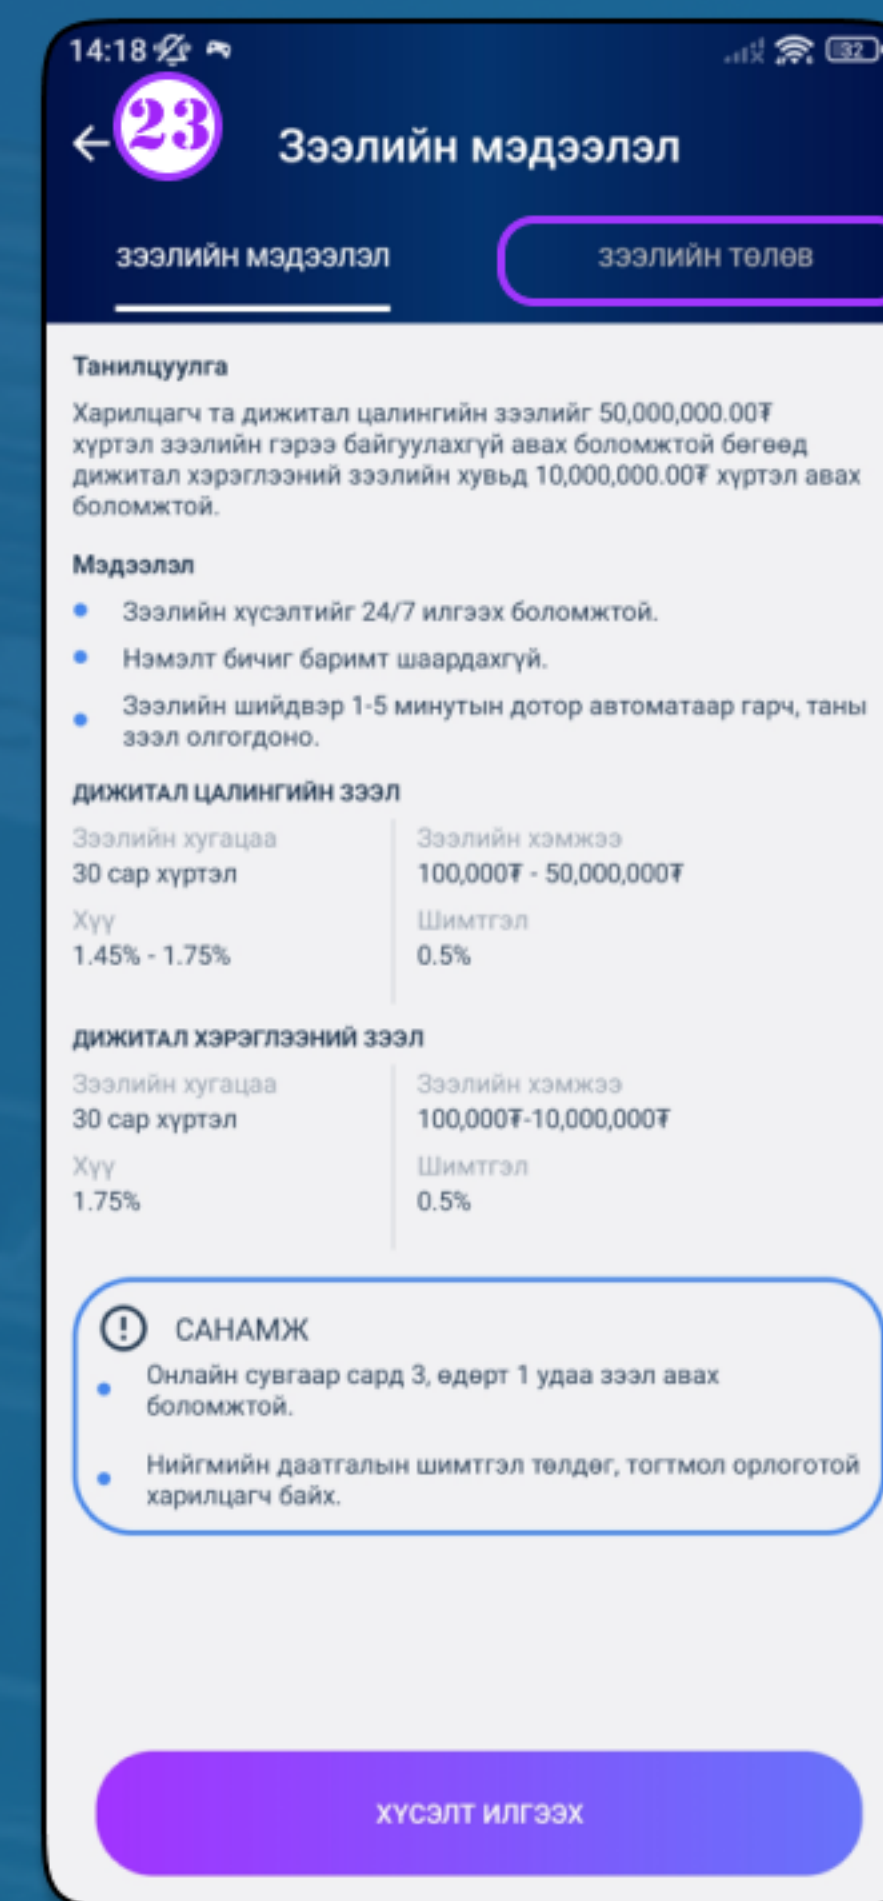 14:18
32
23
Зээлийн мэдээлэл
ЗЭЭЛИЙН МЭДЭЭЛЭЛ
ЗЭЭЛИЙН ТӨЛӨВ
Танилцуулга
Харилцагч та дижитал цалингийн зээлийг 50,000,000.00₮
хүртэл зээлийн гэрээ байгуулахгүй авах боломжтой бөгөөд
дижитал хэрэглээний зээлийн хувьд 10,000,000.00₮ хүртэл авах
боломжтой.
Мэдээлэл
Зээлийн хүсэлтийг 24/7 илгээх боломжтой.
Нэмэлт бичиг баримт шаардахгүй.
Зээлийн шийдвэр 1-5 минутын дотор автоматаар гарч, таны
зээл олгогдоно.
ДИЖИТАЛ ЦАЛИНГИЙН ЗЭЭЛ
Зээлийн хугацаа
30 сар хүртэл
Зээлийн хэмжээ
100,000₮ - 50,000,000₮
Хүү
1.45% - 1.75%
Шимтгэл
0.5%
ДИЖИТАЛ ХЭРЭГЛЭЭНИЙ ЗЭЭЛ
Зээлийн хугацаа
30 сар хүртэл
Зээлийн хэмжээ
100,000₮-10,000,000₮
Хүү
1.75%
Шимтгэл
0.5%
САНАМЖ
Онлайн сувгаар сард 3, өдөрт 1 удаа зээл авах
боломжтой.
Нийгмийн даатгалын шимтгэл төлдөг, тогтмол орлоготой
харилцагч байх.
ХҮСЭЛТ ИЛГЭЭХ